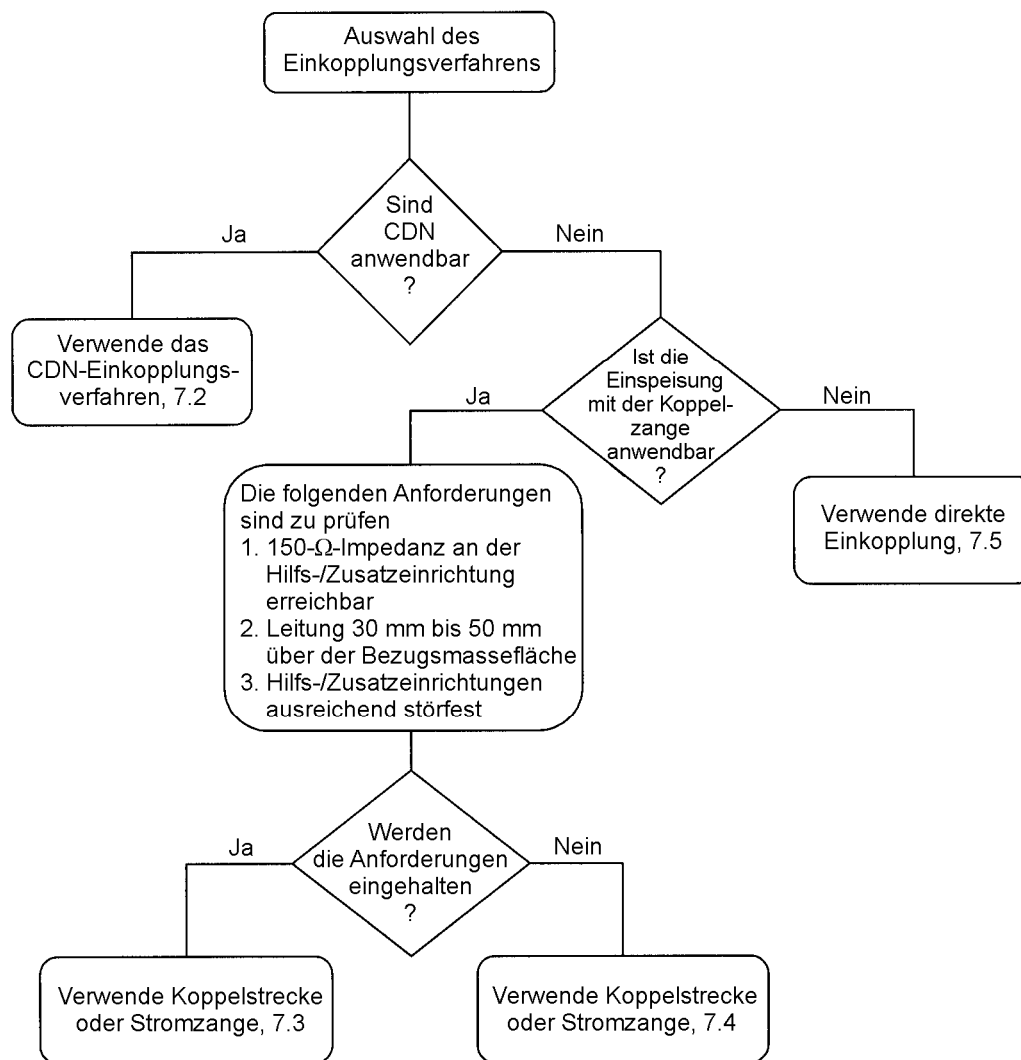 Auswahl des
Einkopplungsverfahrens
Sind
CDN
anwendbar
?
Ja
Nein
Verwende das
CDN-Einkopplungs-
verfahren, 7.2
Ist die
Einspeisung
mit der Koppel-
zange
anwendbar
?
Ja
Nein
Die folgenden Anforderungen
sind zu prüfen
1. 150-Ω-Impedanz an der
Hilfs-/Zusatzeinrichtung
erreichbar
2. Leitung 30 mm bis 50 mm
über der Bezugsmassefläche
3. Hilfs-/Zusatzeinrichtungen
ausreichend störfest
Verwende direkte
Einkopplung, 7.5
Werden
die Anforderungen
eingehalten
?
Ja
Nein
Verwende Koppelstrecke
oder Stromzange, 7.3
Verwende Koppelstrecke
oder Stromzange, 7.4